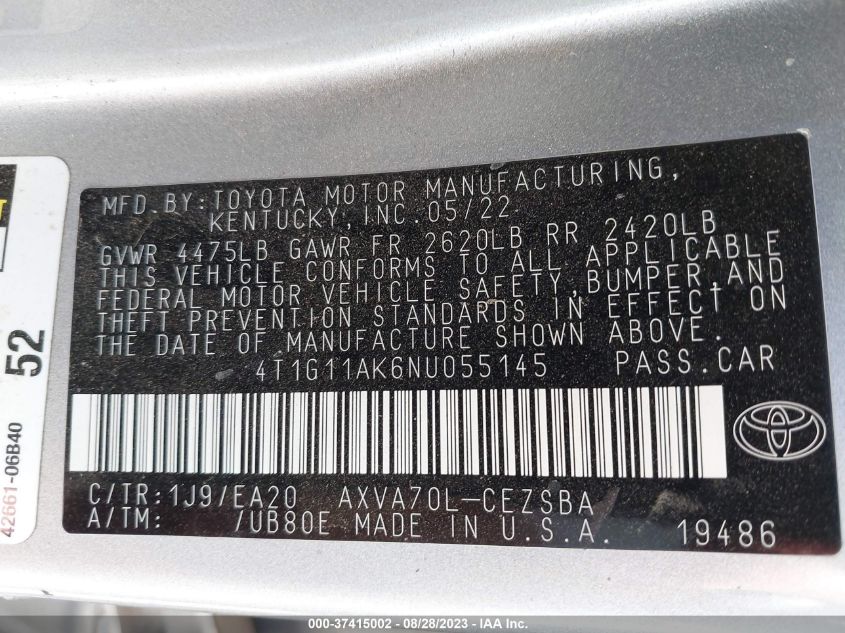 MFD.BY:TOYOTA MOTOR MANUFACTURING,
KENTUCKY,INC.05/22
GVWR 4475LB GAWR FR 2620LB RR 2420LB
THIS VEHICLE CONFORMS TO ALL APPLICABLE
FEDERAL MOTOR VEHICLE SAFETY,BUMPER,AND
THEFT PREVENTION STANDARDS IN EFFECT ON
THE DATE OF MANUFACTURE SHOWN ABOVE.
4T1G11AK6NU055145 PASS.CAR
C/TR:1J9/EA20 AXVA70L-CEZSBA
A/TM: /UB80E MADE IN U.S.A. 19486
52
42661-06B40
000-37415002 - 08/28/2023 - IAA Inc.